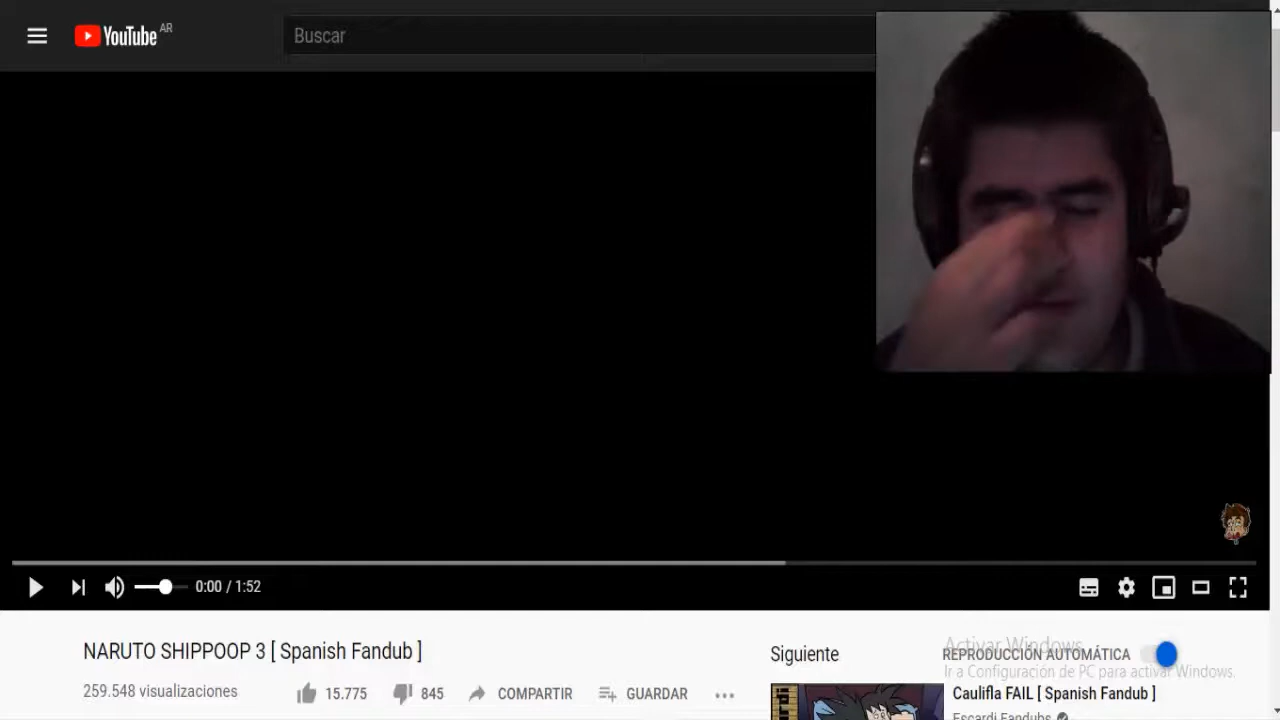 YouTube AR
Buscar
0:00 / 1:52
NARUTO SHIPPOOP 3 [ Spanish Fandub ]
259.548 visualizaciones
15.775
845
COMPARTIR
GUARDAR
Siguiente
REPRODUCCIÓN AUTOMÁTICA
Activar Windows
Ir a Configuración de PC para activar Windows.
Caulifla FAIL [ Spanish Fandub ]
Escardi Fandubs